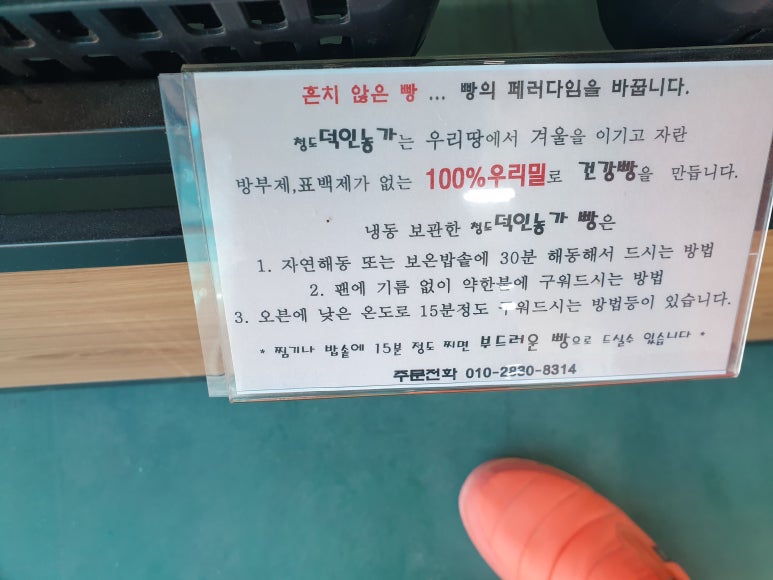 흔치 않은 빵 ... 빵의 페러다임을 바꿉니다.
청도덕인농가는 우리땅에서 겨울을 이기고 자란
방부제,표백제가 없는 100%우리밀로 건강빵을 만듭니다.
냉동 보관한 청도덕인농가 빵은
1. 자연해동 또는 보온밥솥에 30분 해동해서 드시는 방법
2. 팬에 기름 없이 약한불에 구워드시는 방법
3. 오븐에 낮은 온도로 15분정도 구워드시는 방법등이 있습니다.
* 찜기나 밥솥에 15분 정도 찌면 부드러운 빵으로 드실수 있습니다 *
주문전화 010-2830-8314